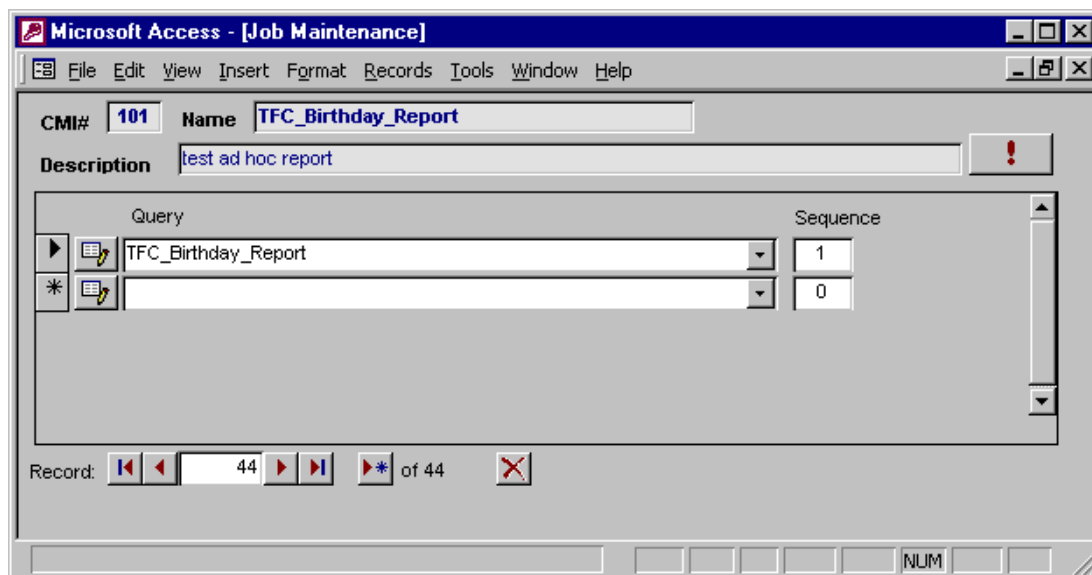 Microsoft Access - [Job Maintenance]
File Edit View Insert Format Records Tools Window Help
CMI# 101 Name TFC_Birthday_Report
Description test ad hoc report !
Query Sequence
TFC_Birthday_Report 1
* 0
Record: 44 of 44
NUM